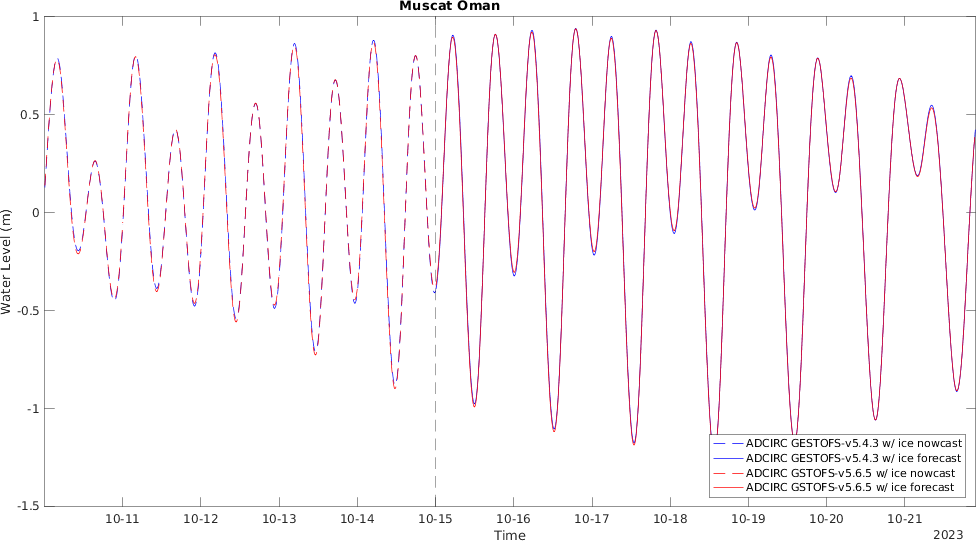 Muscat Oman
1
0.5
0
-0.5
-1
-1.5
Water Level (m)
ADCIRC GESTOFS-v5.4.3 w/ ice nowcast
ADCIRC GESTOFS-v5.4.3 w/ ice forecast
ADCIRC GSTOFS-v5.6.5 w/ ice nowcast
ADCIRC GSTOFS-v5.6.5 w/ ice forecast
10-11 10-12 10-13 10-14 10-15 10-16 10-17 10-18 10-19 10-20 10-21
Time
2023